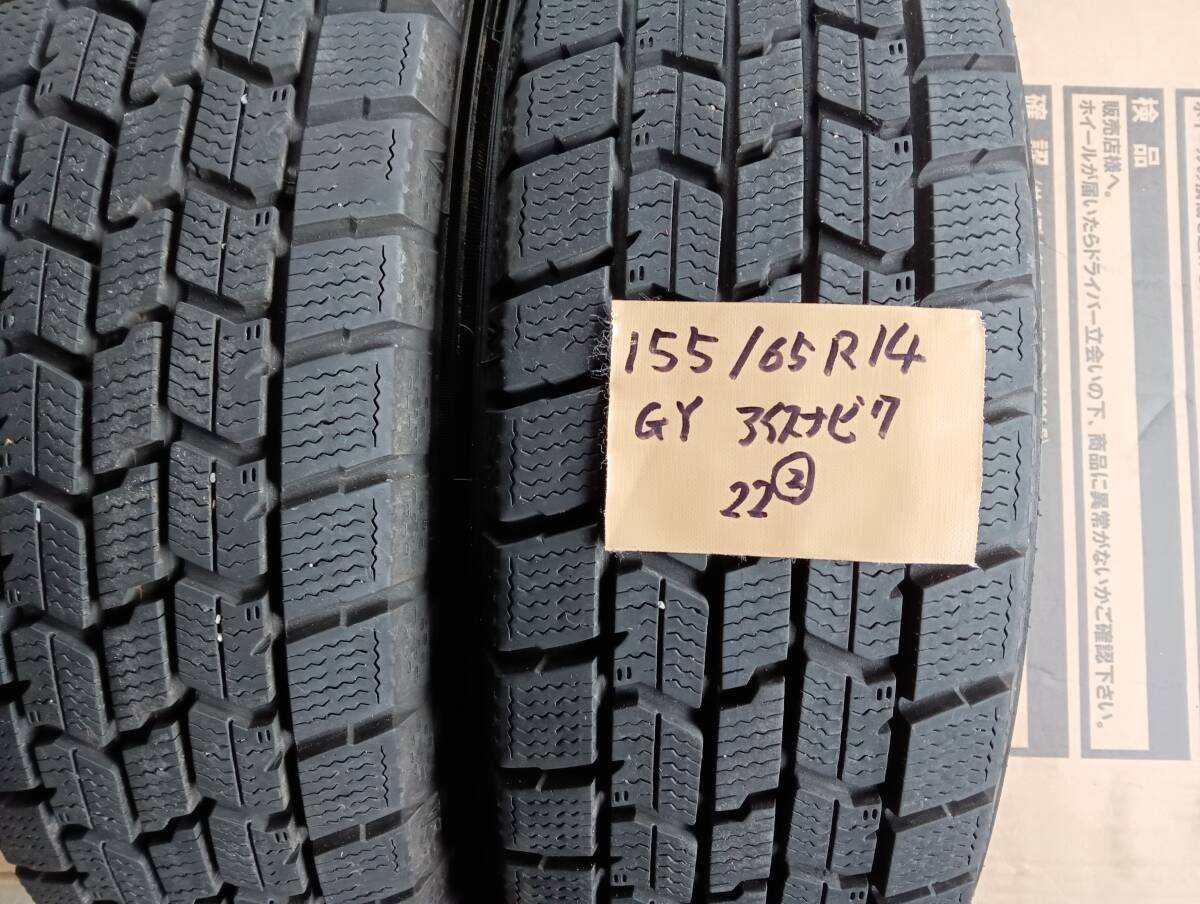 155/65R14
GY アイスナビ7
22②
検品
販売店様へ。
ホイールが届いたらドライバー立会いの下、商品に異常がないかご確認下さい。
確認